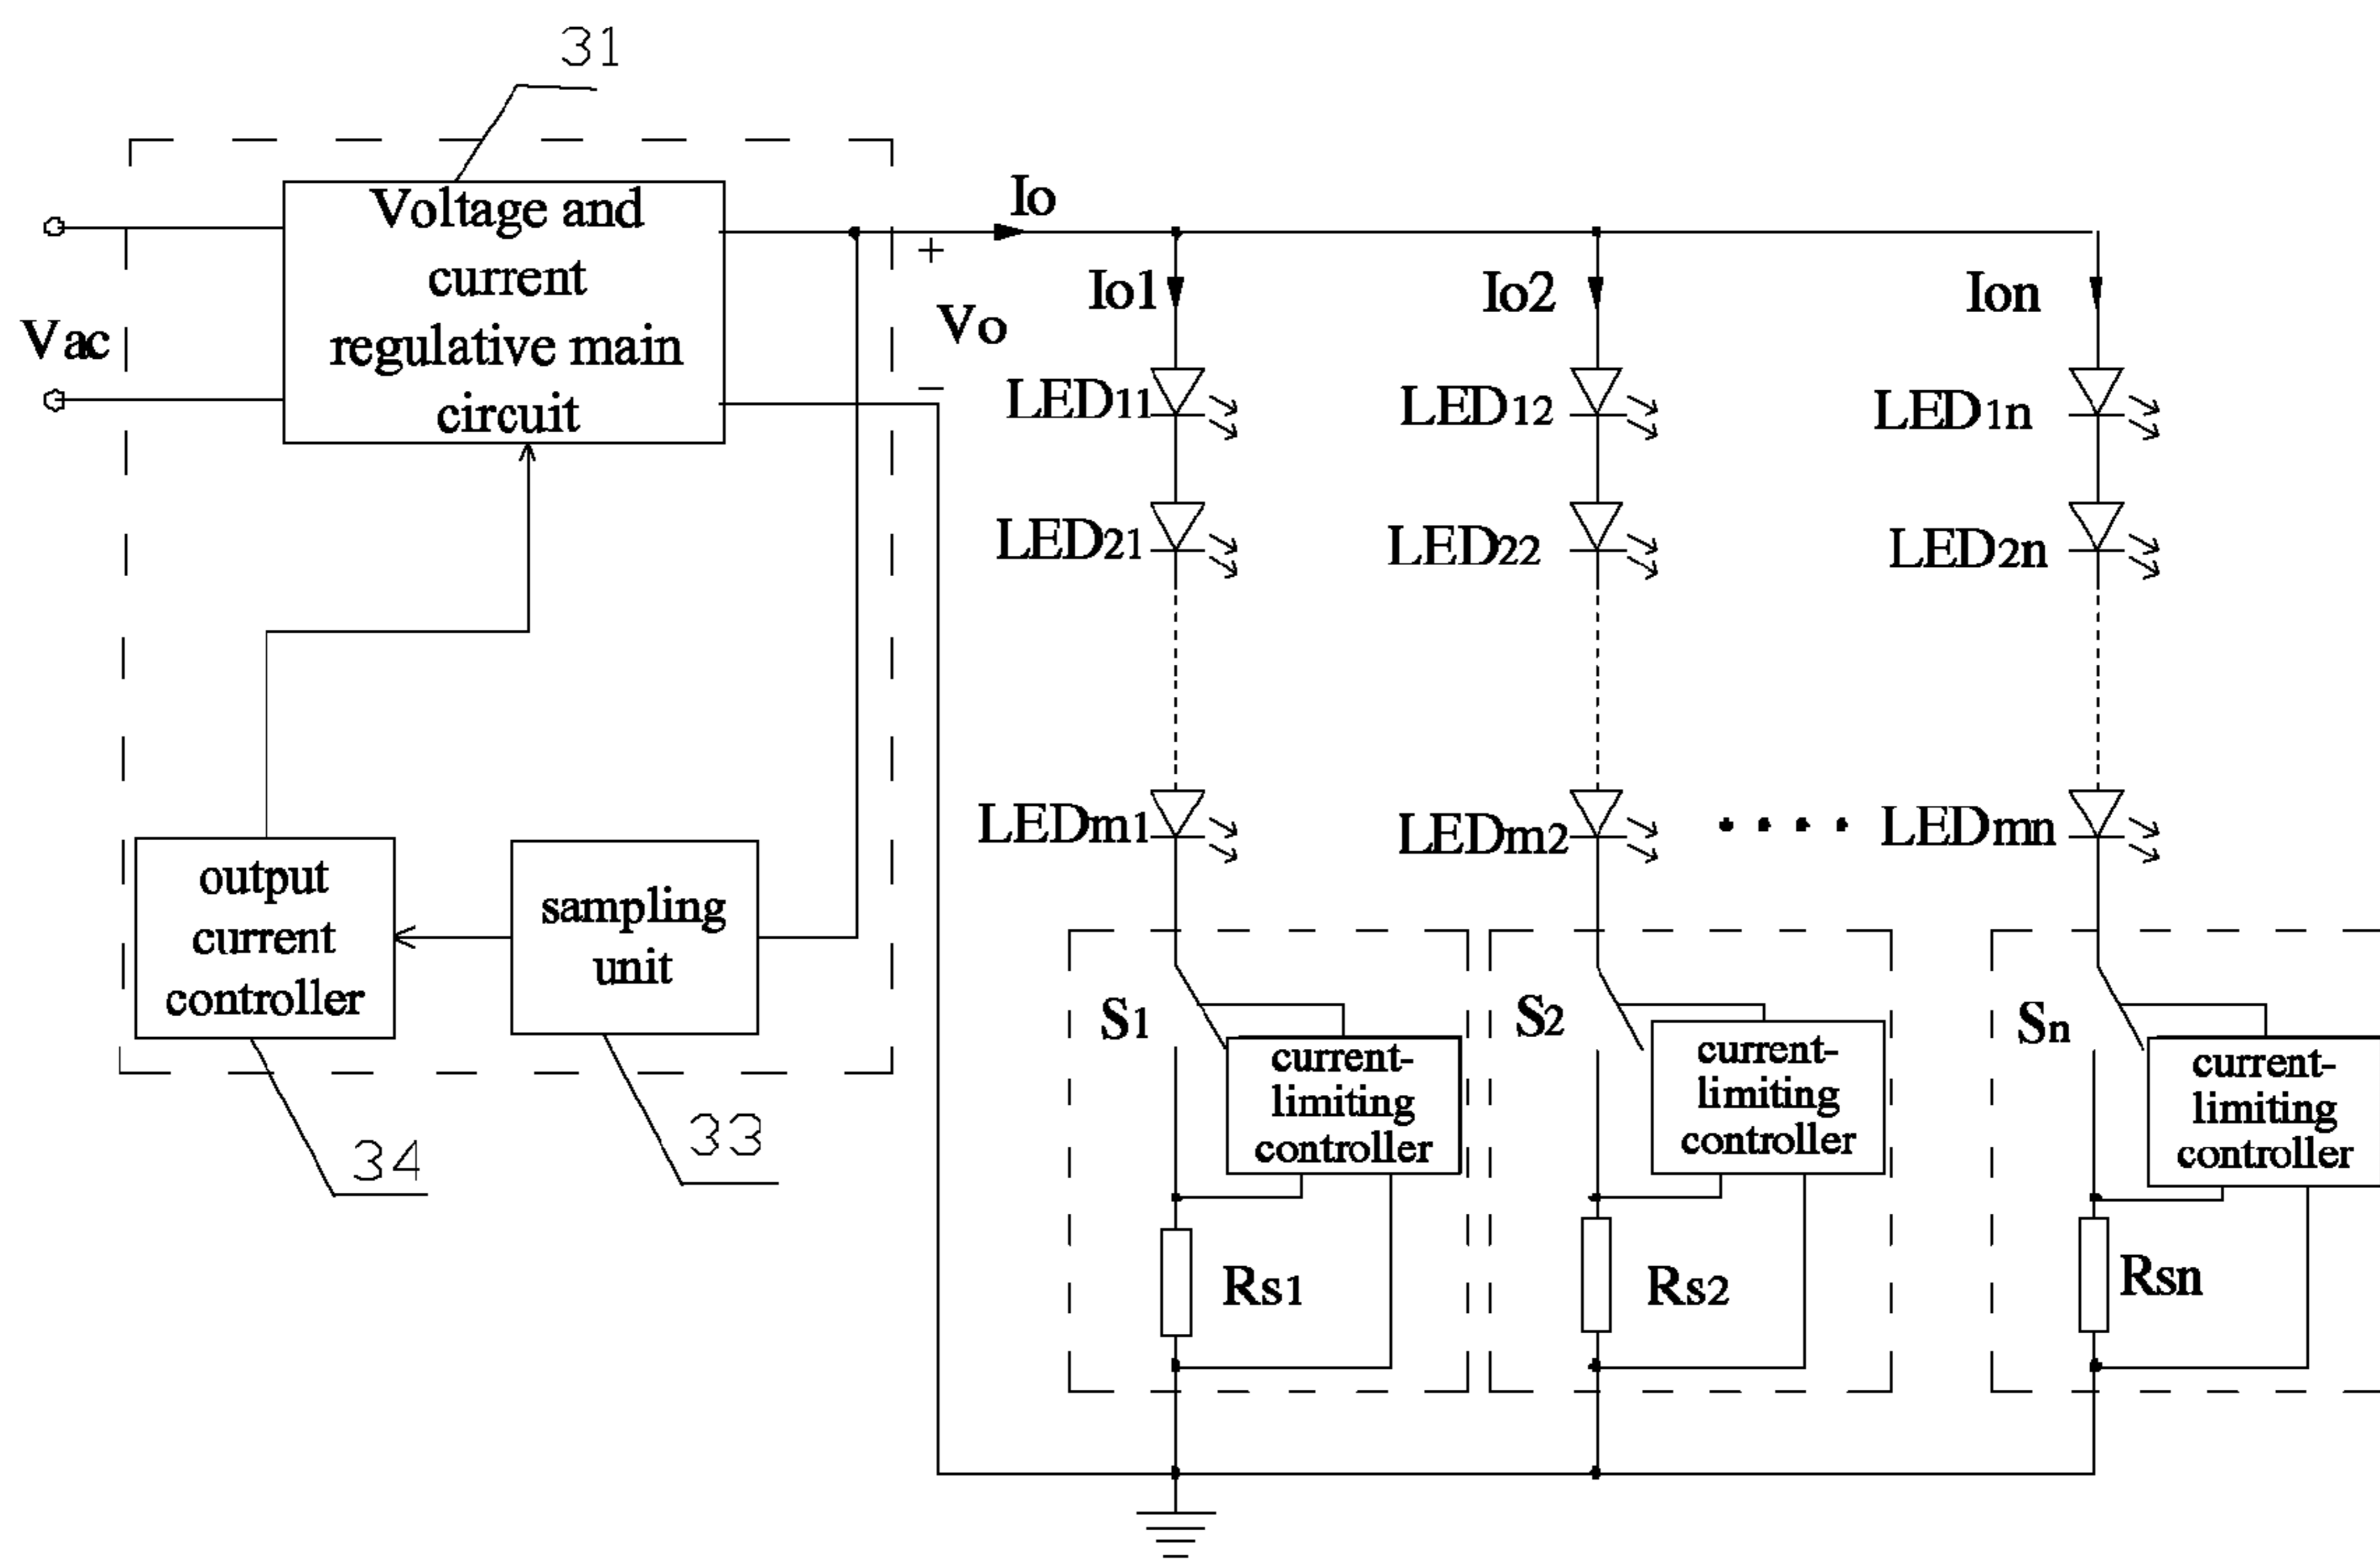 31
Voltage and
current
regulative main
circuit
Vac
Io
+
Vo
−
Io1
Io2
Ion
LED11
LED12
LED1n
LED21
LED22
LED2n
LEDm1
LEDm2
• • • •
LEDmn
output
current
controller
sampling
unit
34
33
S1
current-
limiting
controller
Rs1
S2
current-
limiting
controller
Rs2
Sn
current-
limiting
controller
Rsn